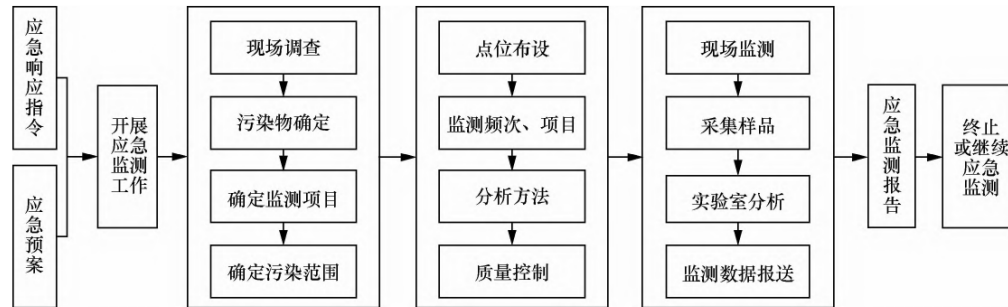 应急响应指令
应急预案
开展
应急
监测
工作
现场调查
污染物确定
确定监测项目
确定污染范围
点位布设
监测频次、项目
分析方法
质量控制
现场监测
采集样品
实验室分析
监测数据报送
应急监测报告
终止
或继续
应急
监测